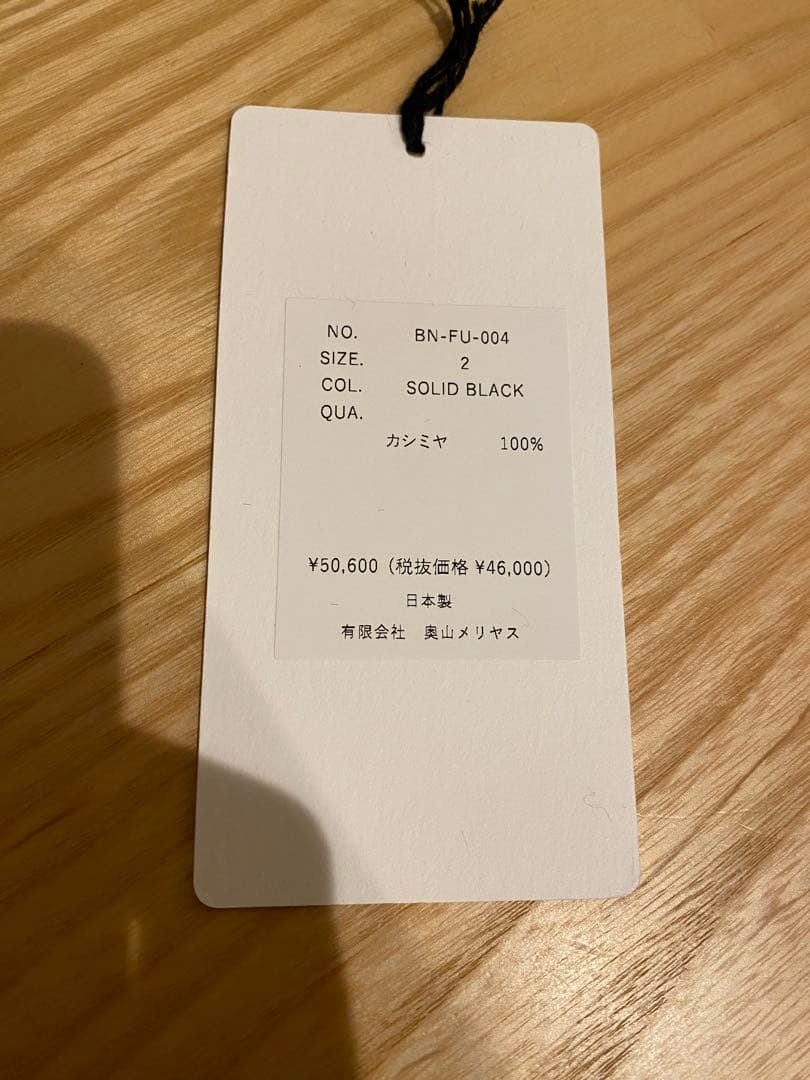 NO. BN-FU-004
SIZE. 2
COL. SOLID BLACK
QUA.
カシミヤ 100%
¥50,600（税抜価格 ¥46,000）
日本製
有限会社　奥山メリヤス